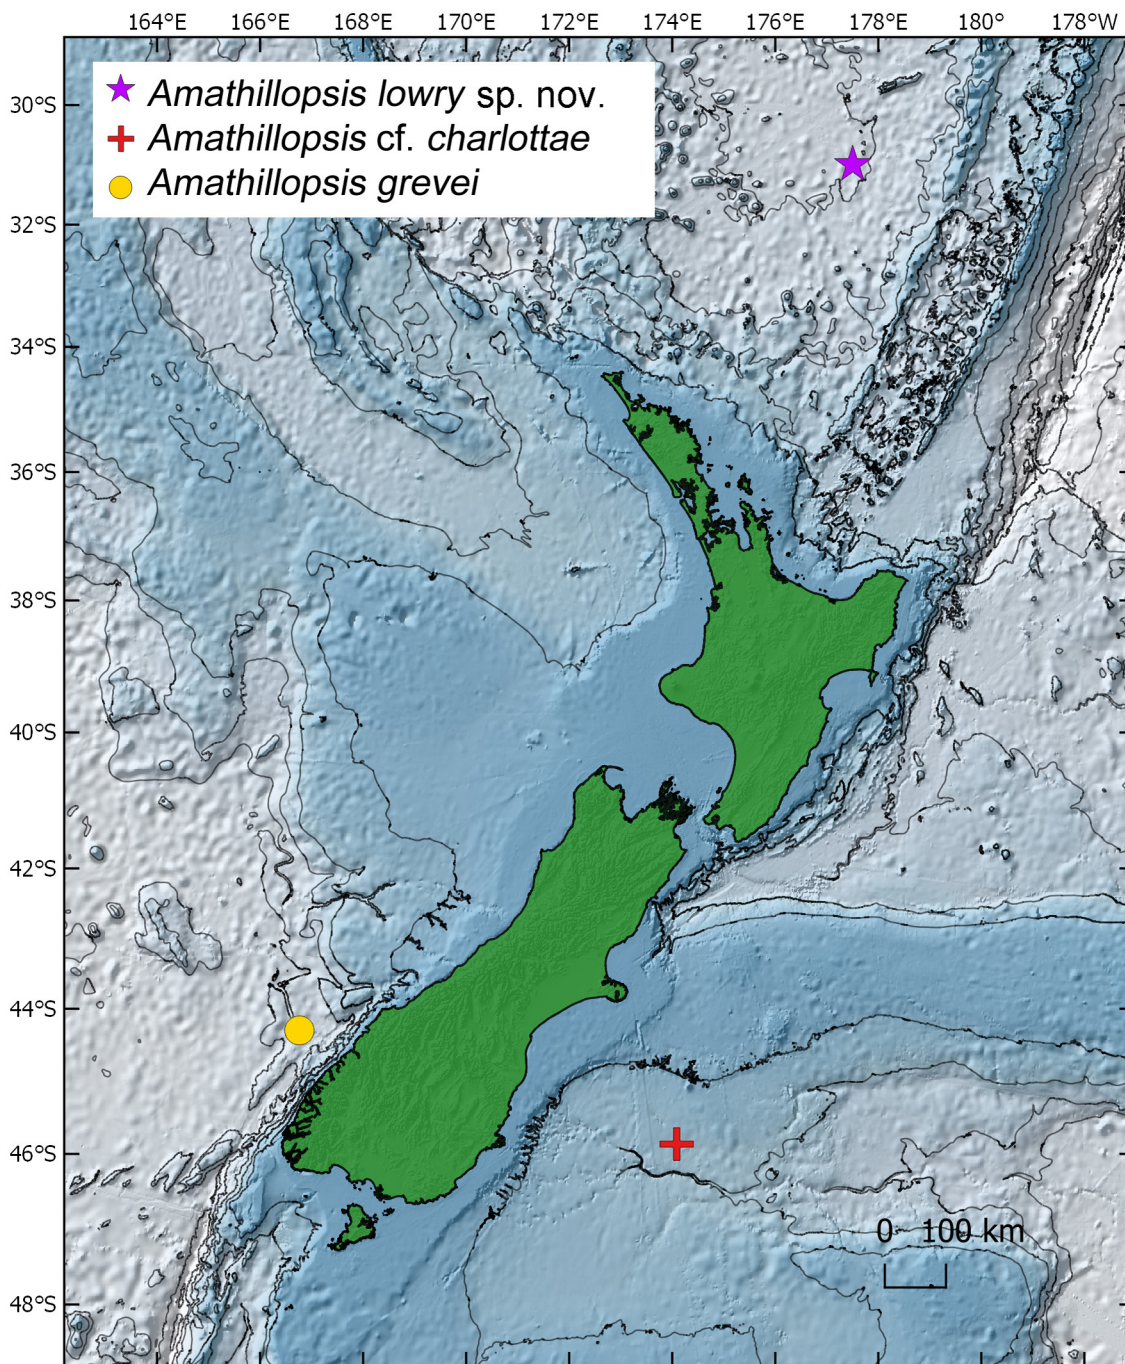 164°E 166°E 168°E 170°E 172°E 174°E 176°E 178°E 180° 178°W
Amathillopsis lowry sp. nov.
Amathillopsis cf. charlottae
Amathillopsis grevei
30°S
32°S
34°S
36°S
38°S
40°S
42°S
44°S
46°S
0 100 km
48°S